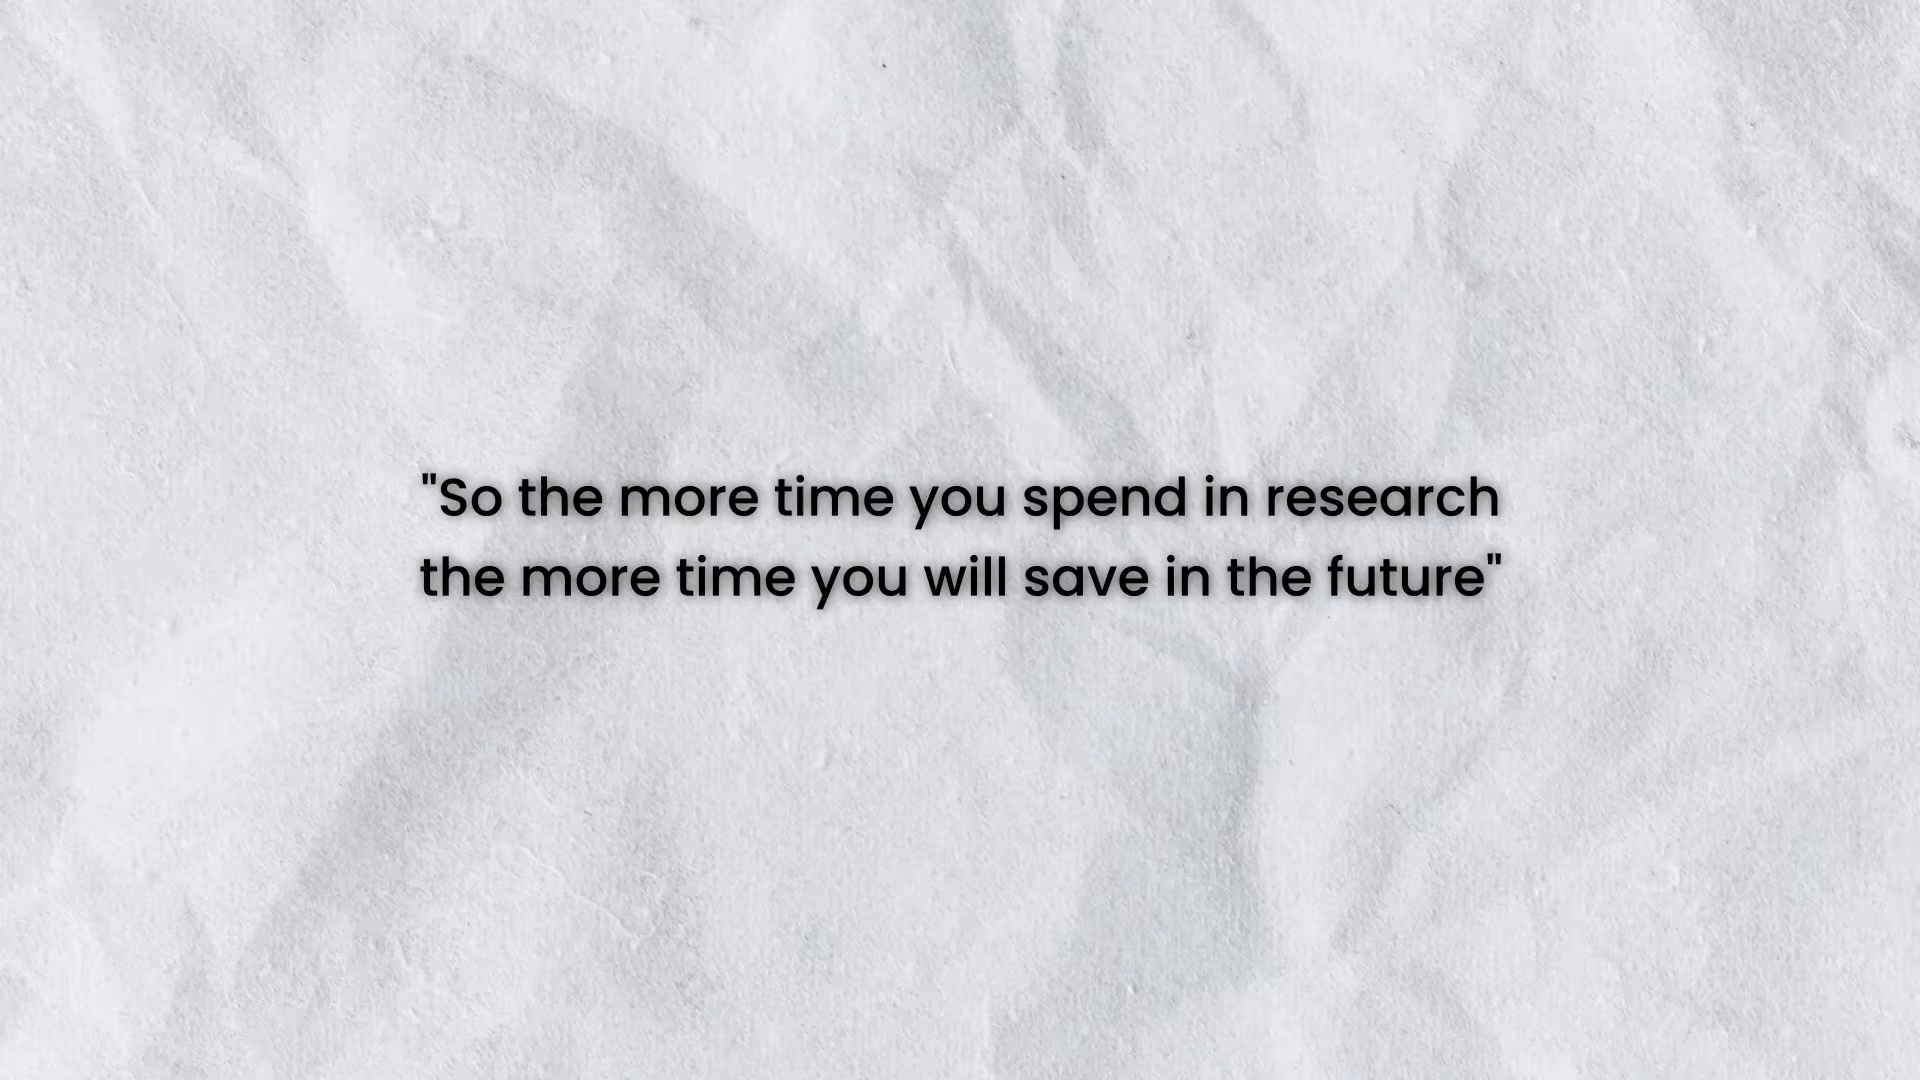 "So the more time you spend in research
the more time you will save in the future"